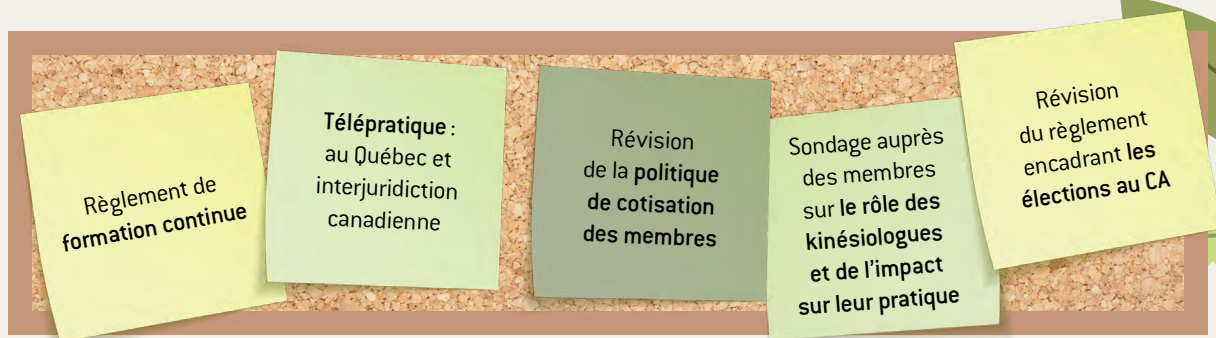 Règlement de
formation continue
Télépratique :
au Québec et
interjuridiction
canadienne
Révision
de la politique
de cotisation
des membres
Sondage auprès
des membres
sur le rôle des
kinésiologues
et de l'impact
sur leur pratique
Révision
du règlement
encadrant les
élections au CA